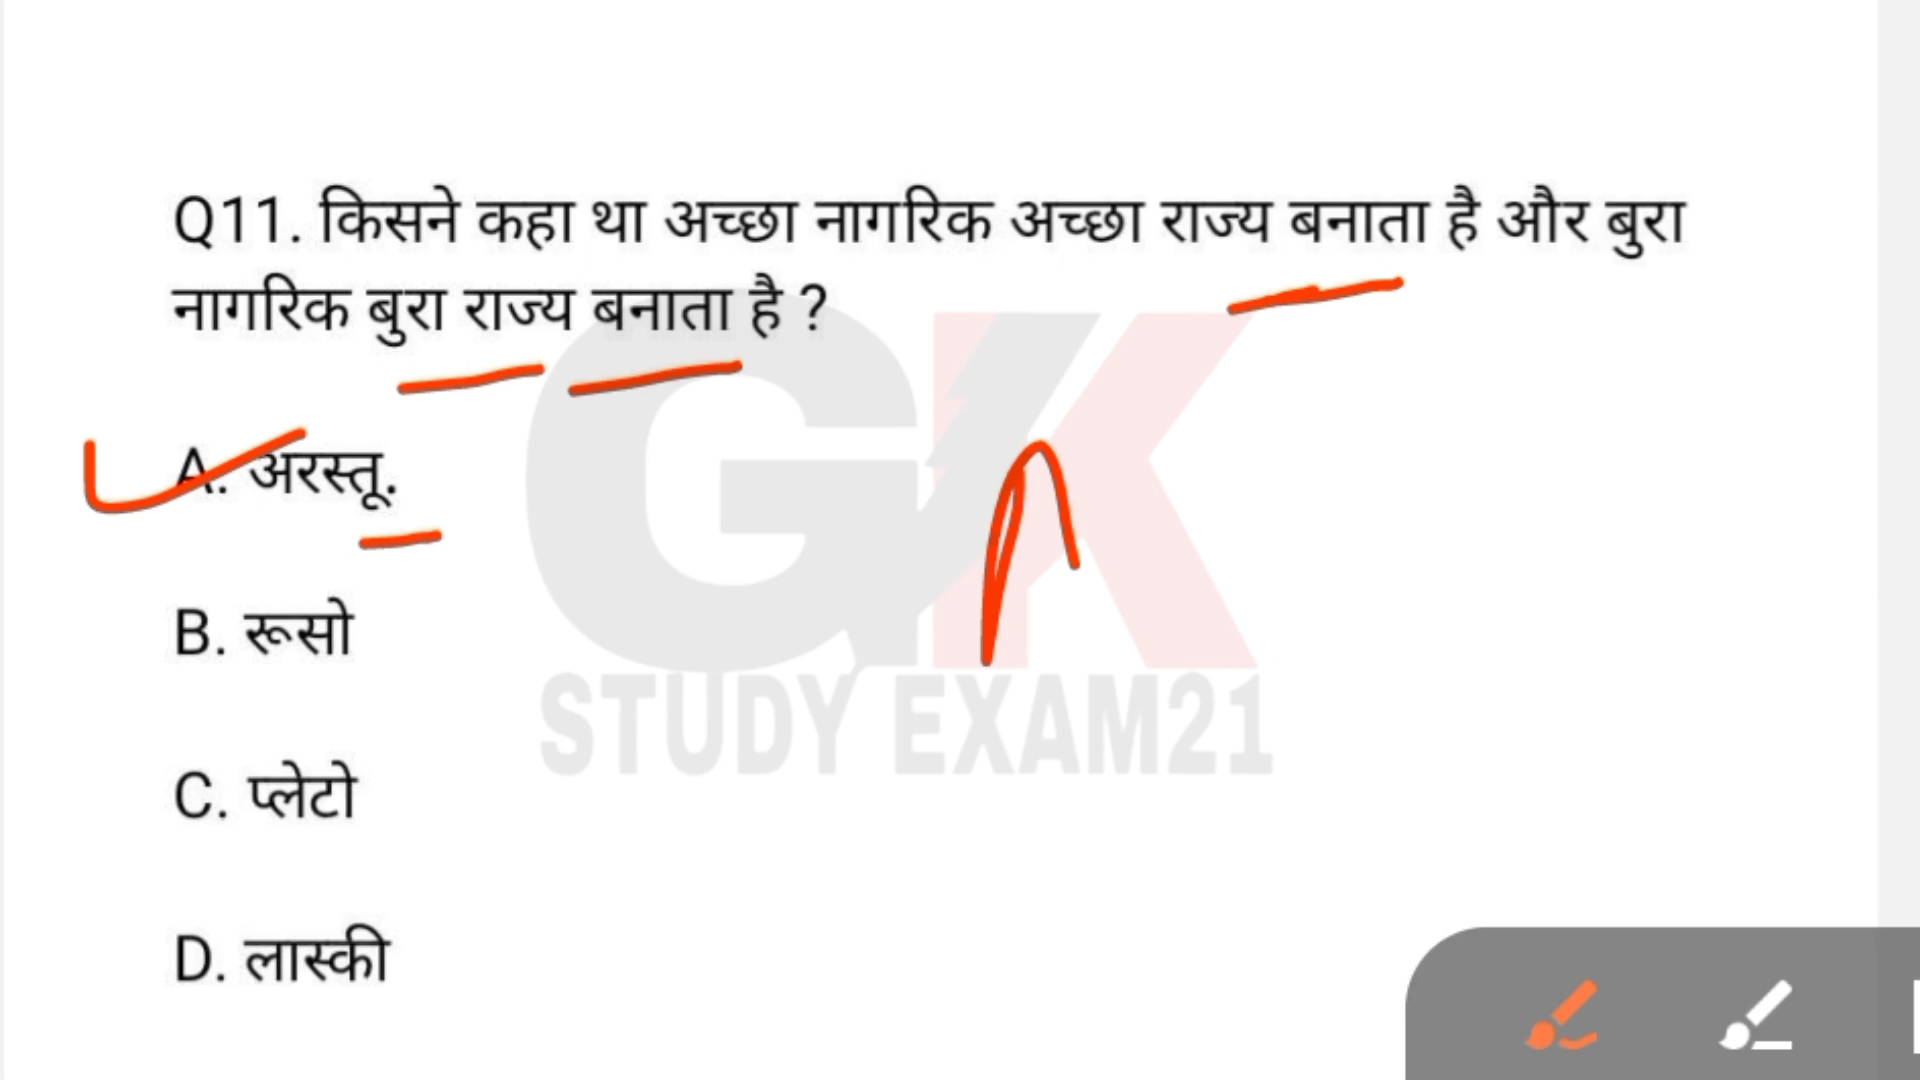 Q11. किसने कहा था अच्छा नागरिक अच्छा राज्य बनाता है और बुरा
नागरिक बुरा राज्य बनाता है ?
A. अरस्तू.
B. रूसो
C. प्लेटो
D. लास्की
GK
STUDY EXAM21